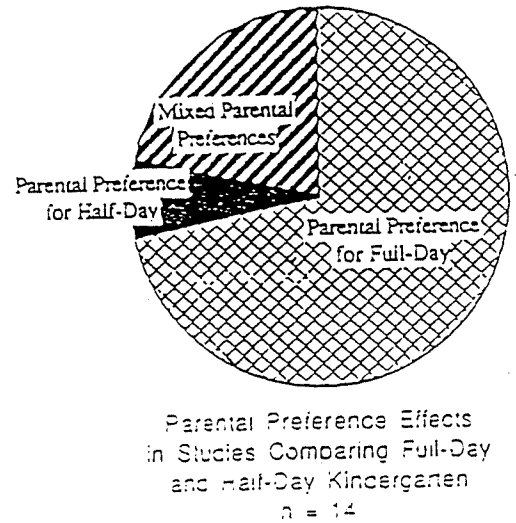 Mixed Parental
Preferences
Parental Preference
for Half-Day
Parental Preference
for Full-Day
Parental Preference Effects
in Studies Comparing Full-Day
and Half-Day Kindergarten
n = 14